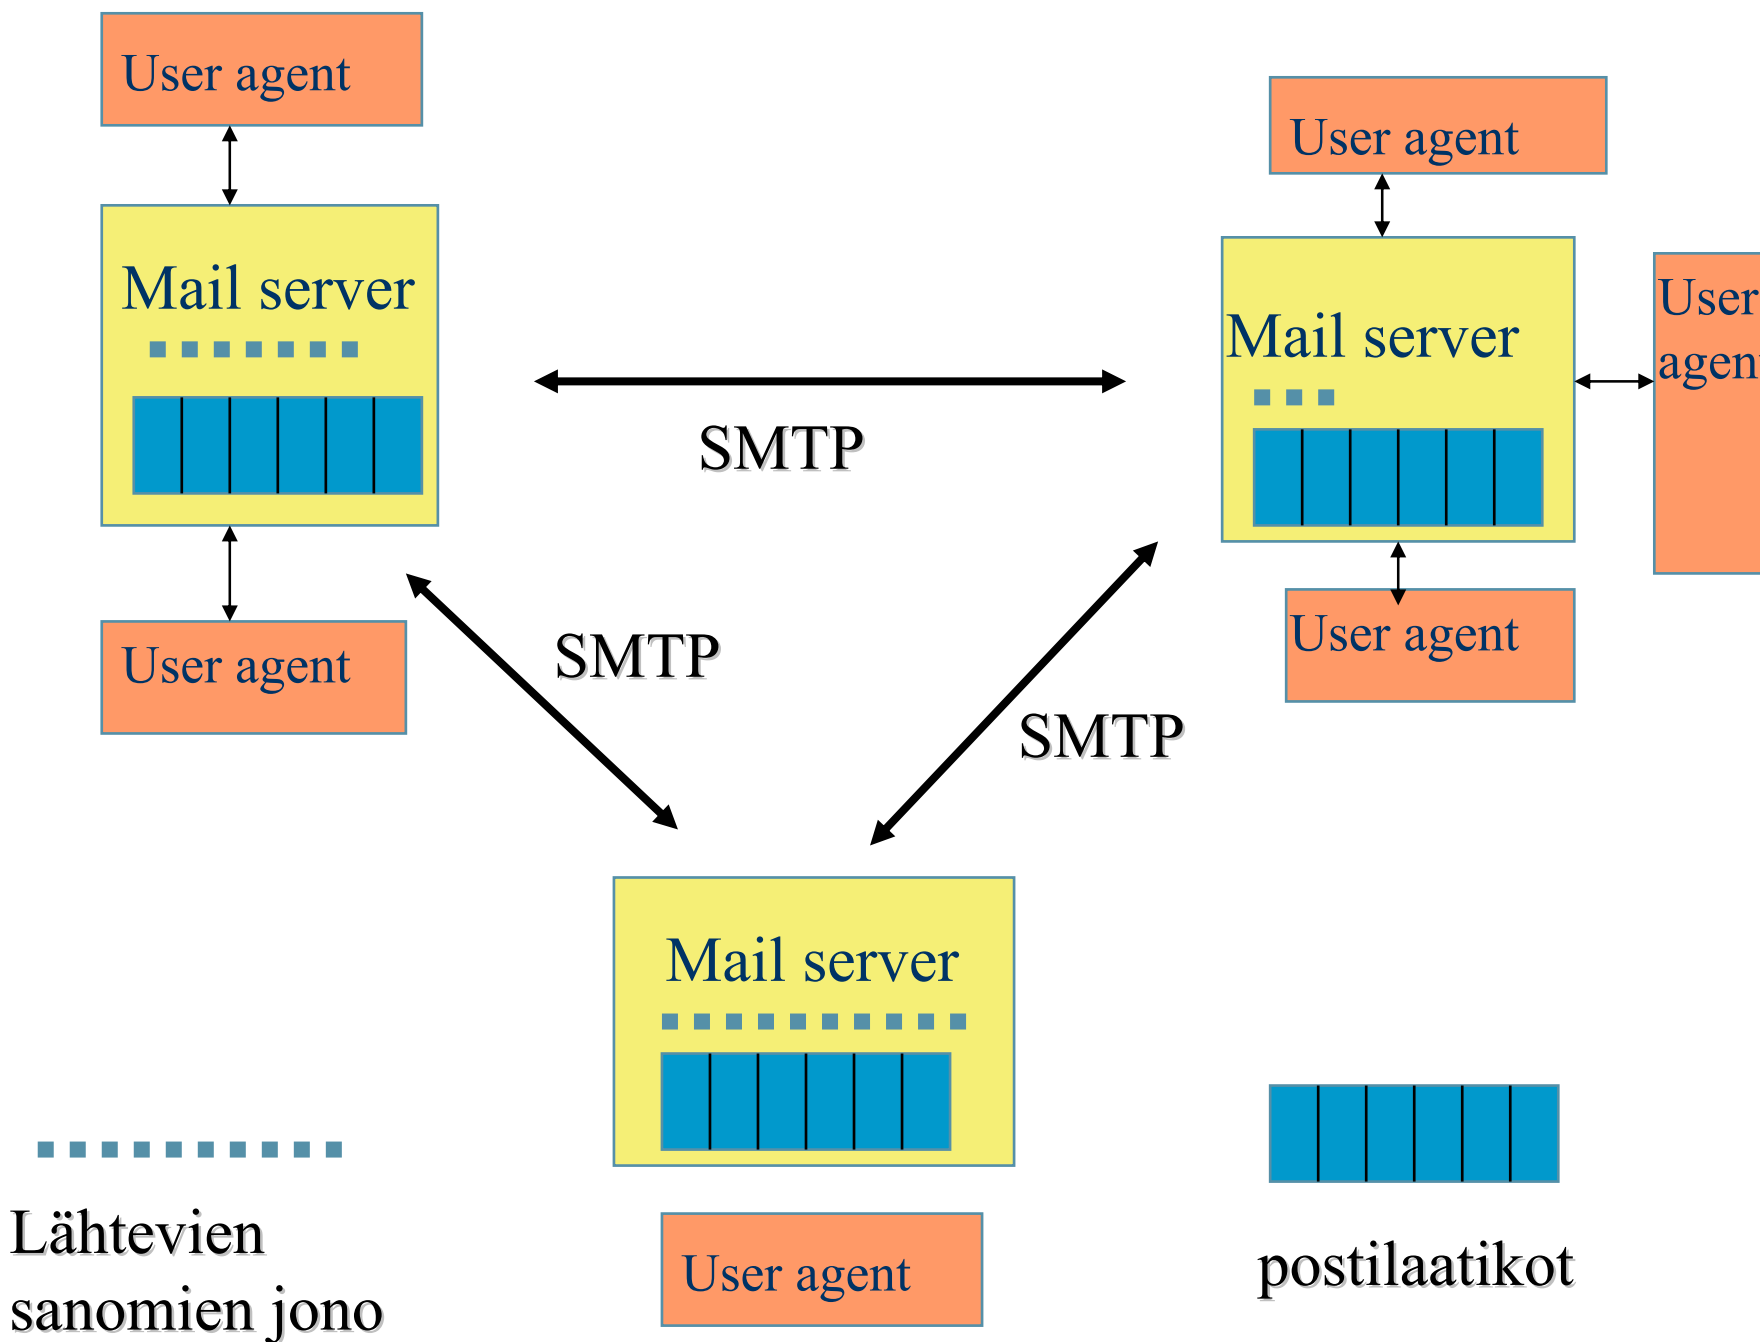 User agent
User agent
Mail server
User
agent
Mail server
SMTP
User agent
User agent
SMTP
SMTP
Mail server
Lähtevien
sanomien jono
User agent
postilaatikot